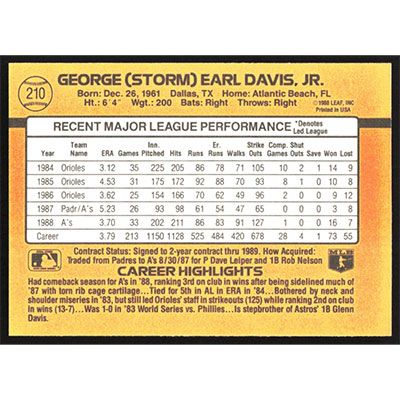 210
GEORGE (STORM) EARL DAVIS, JR.
Born: Dec. 26, 1961 Dallas, TX Home: Atlantic Beach, FL
Ht.: 6'4" Wgt.: 200 Bats: Right Throws: Right
©1988 LEAF, INC
Printed in USA
RECENT MAJOR LEAGUE PERFORMANCE *Denotes Led League
Year Team Name ERA Games Inn. Pitched Hits Runs Er. Runs Walks Strike Outs Comp. Games Shut Outs Save Won Lost
1984 Orioles 3.12 35 225 205 86 78 71 105 10 2 1 14 9
1985 Orioles 4.53 31 175 172 92 88 70 93 8 1 0 10 8
1986 Orioles 3.62 25 154 166 70 62 49 96 2 0 0 9 12
1987 Padr/A's 5.23 26 93 98 61 54 47 65 0 0 0 3 8
1988 A's 3.70 33 202 211 86 83 91 127 1 0 0 16 7
Career 3.79 213 1150 1128 525 484 420 678 28 4 1 73 55
Contract Status: Signed to 2-year contract thru 1989. How Acquired:
Traded from Padres to A's 8/30/87 for P Dave Leiper and 1B Rob Nelson
MLB
CAREER HIGHLIGHTS
Had comeback season for A's in '88, ranking 3rd on club in wins after being sidelined much of
'87 with torn rib cage cartilage...Tied for 5th in AL in ERA in '84...Bothered by neck and
shoulder miseries in '83, but still led Orioles' staff in strikeouts (125) while ranking 2nd on club
in wins (13-7)...Was 1-0 in '83 World Series vs. Phillies...Is stepbrother of Astros' 1B Glenn
Davis.